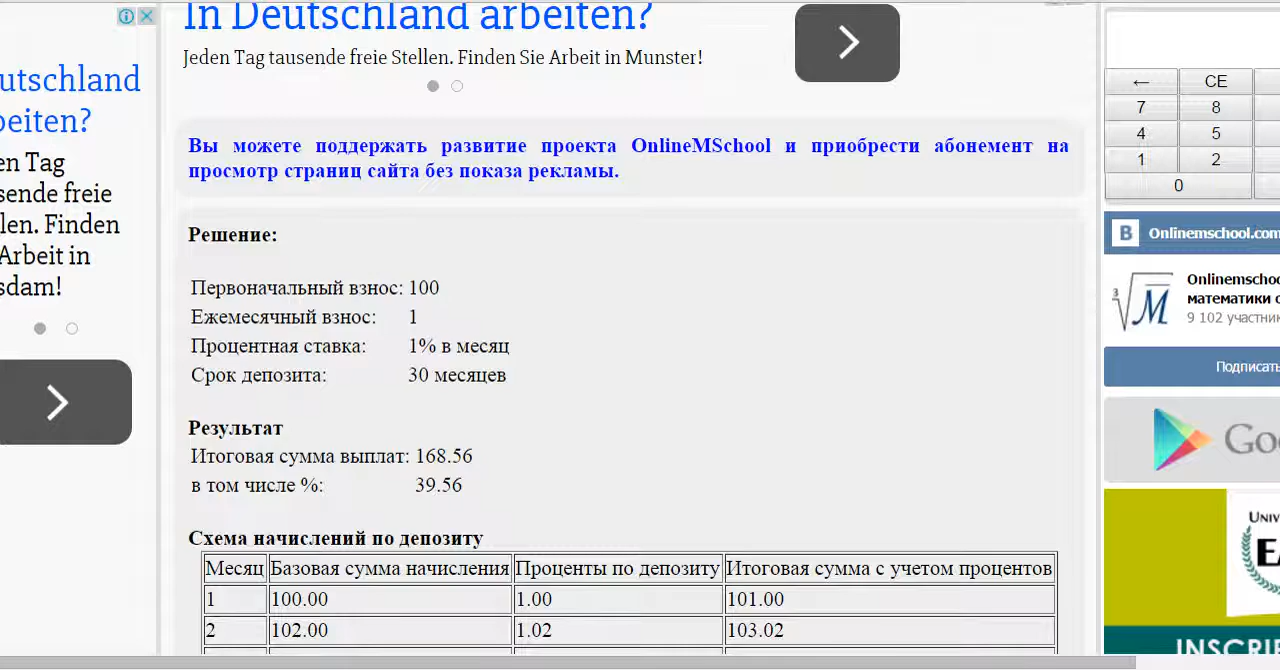 In Deutschland arbeiten?
Jeden Tag tausende freie Stellen. Finden Sie Arbeit in Munster!
utschland
beiten?
en Tag
sende freie
len. Finden
Arbeit in
sdam!
Вы можете поддержать развитие проекта OnlineMSchool и приобрести абонемент на
просмотр страниц сайта без показа рекламы.
Решение:
Первоначальный взнос: 100
Ежемесячный взнос: 1
Процентная ставка: 1% в месяц
Срок депозита: 30 месяцев
Результат
Итоговая сумма выплат: 168.56
в том числе %: 39.56
Схема начислений по депозиту
Месяц Базовая сумма начисления Проценты по депозиту Итоговая сумма с учетом процентов
1 100.00 1.00 101.00
2 102.00 1.02 103.02
← CE
7 8
4 5
1 2
0
B Onlinemschool.com
Onlinemschoo
математики о
9 102 участник
Подписать
Goo
UNIV
EA
INSCRI